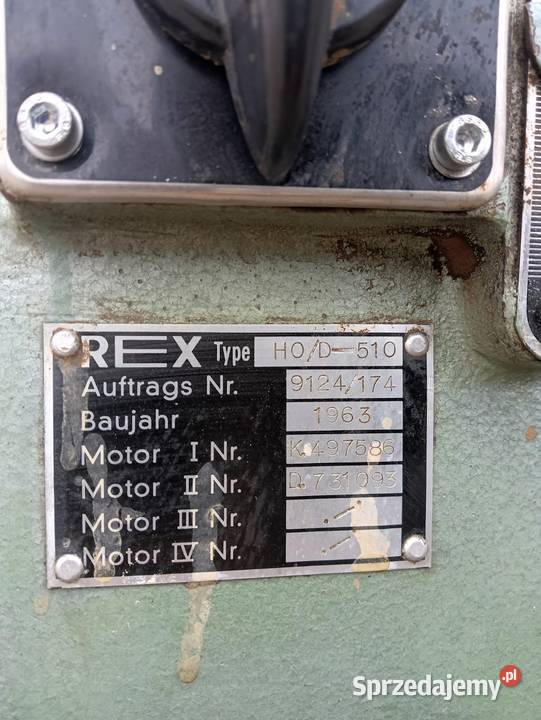 REX Type HO/D-510
Auftrags Nr. 9124/174
Baujahr 1963
Motor I Nr. K.497586
Motor II Nr. D.731093
Motor III Nr. ·/·
Motor IV Nr. ·/·
Sprzedajemy.pl